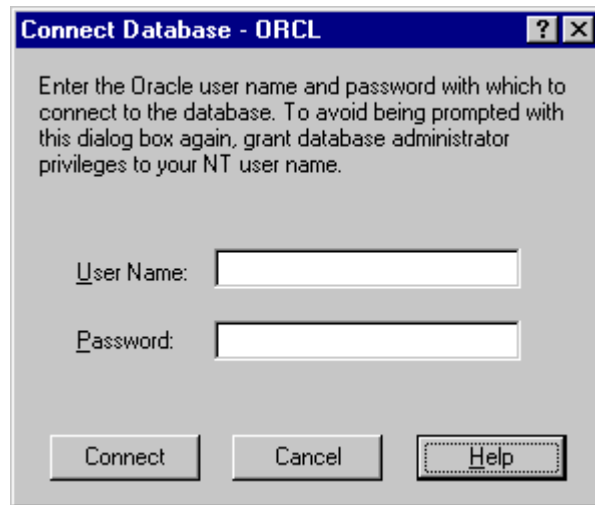 Connect Database - ORCL
Enter the Oracle user name and password with which to
connect to the database. To avoid being prompted with
this dialog box again, grant database administrator
privileges to your NT user name.
User Name:
Password:
Connect Cancel Help